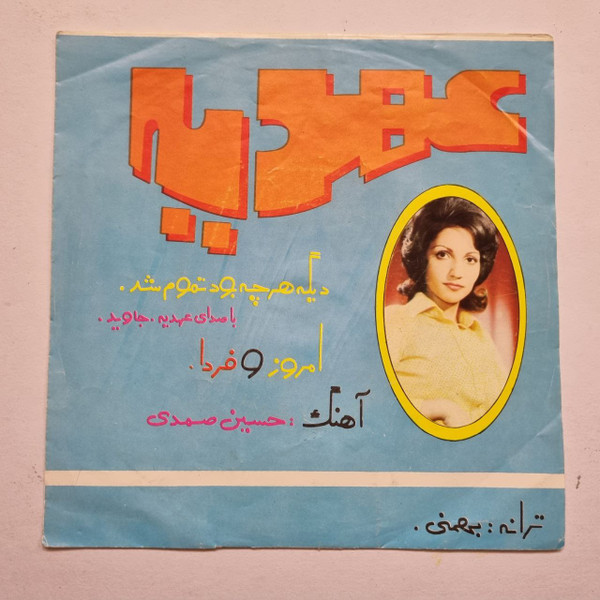 عهدیه
دیگه هرچه بود تموم شد .
با صدای عهدیه . جاوید .
امروز و فردا .
آهنگ : حسین صمدی
ترانه : بهمنی .